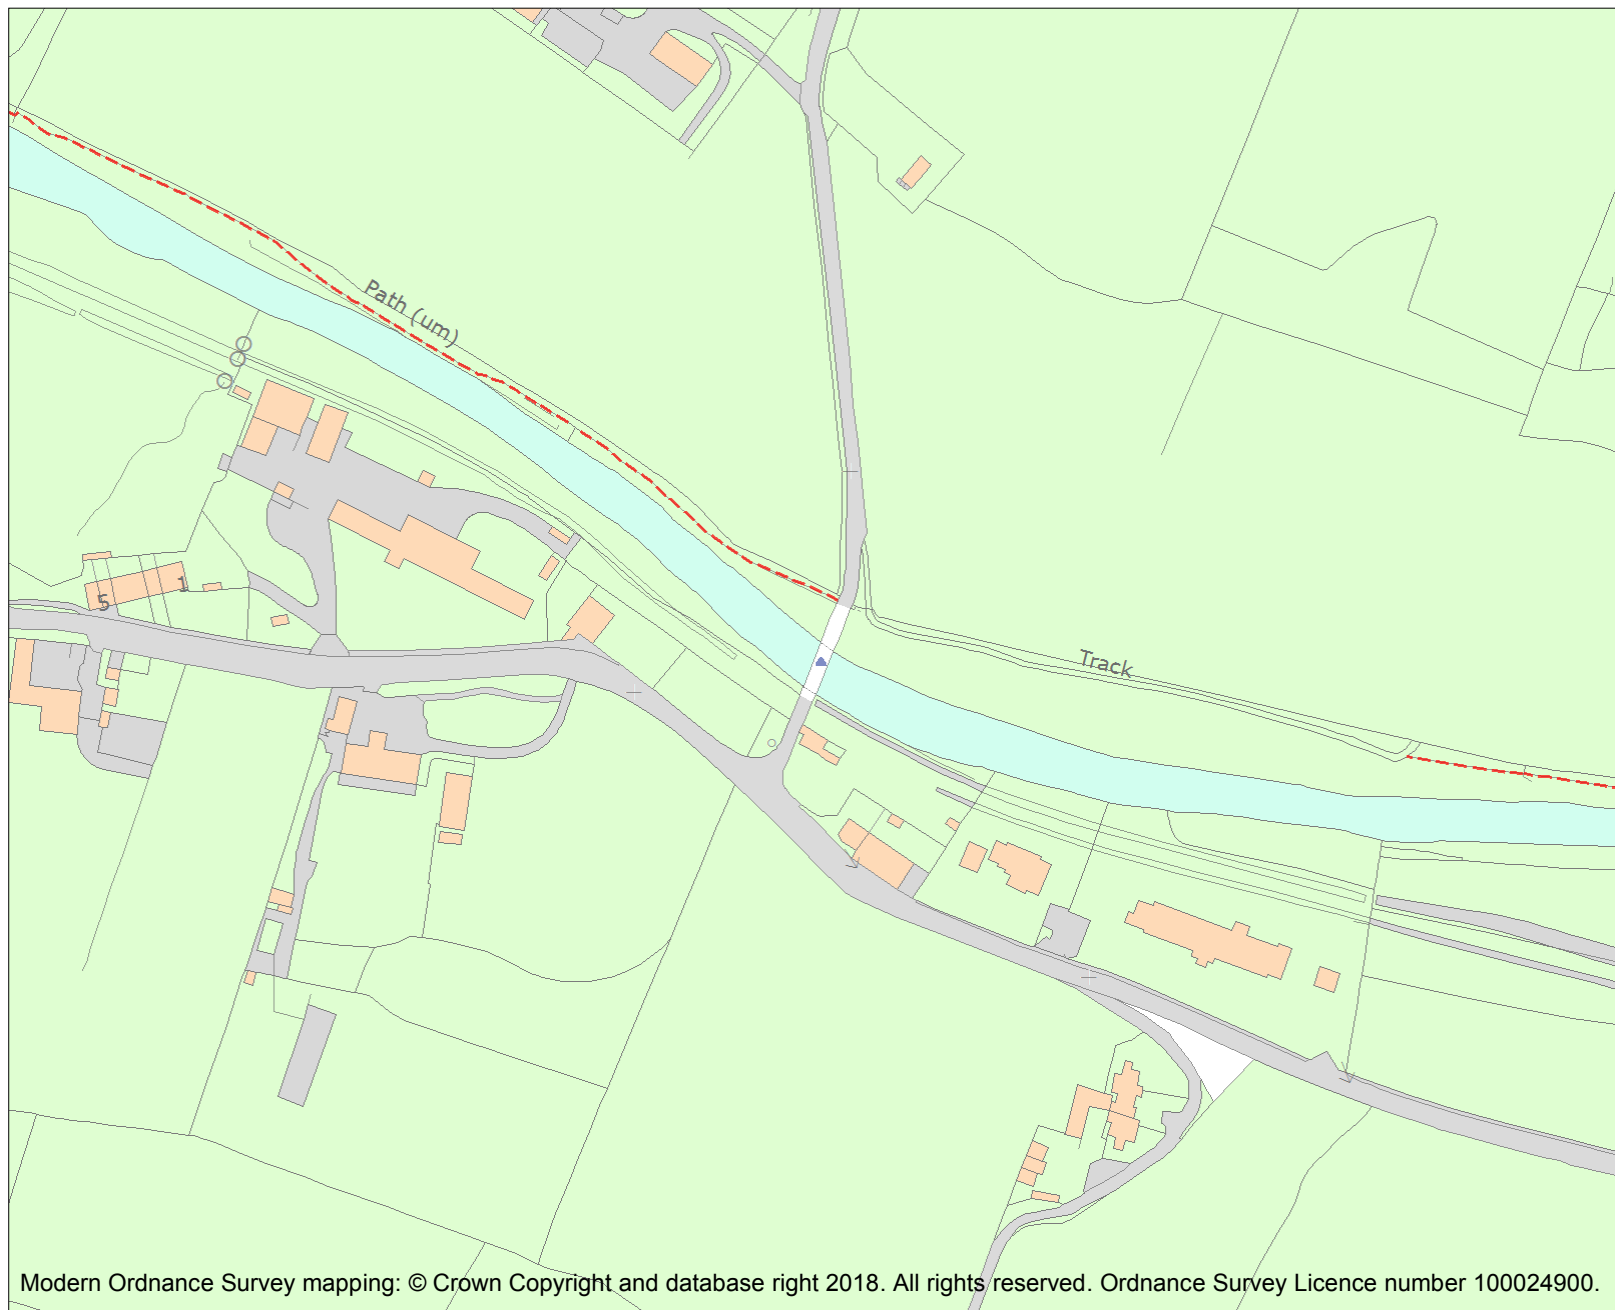 Path (um)
1
5
Track
Modern Ordnance Survey mapping: © Crown Copyright and database right 2018. All rights reserved. Ordnance Survey Licence number 100024900.